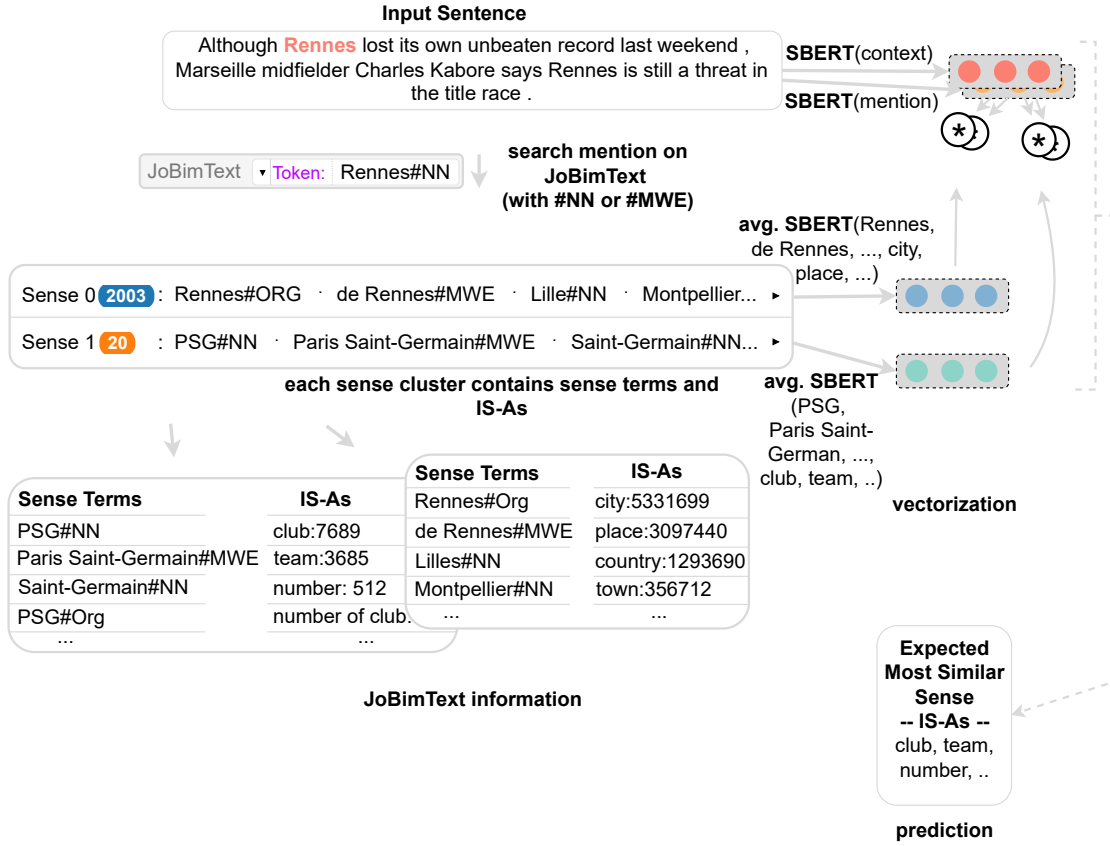 Input Sentence
Although Rennes lost its own unbeaten record last weekend ,
Marseille midfielder Charles Kabore says Rennes is still a threat in
the title race .
SBERT(context)
SBERT(mention)
* *
* *
JoBimText ▾ Token: Rennes#NN
search mention on
JoBimText
(with #NN or #MWE)
avg. SBERT(Rennes,
de Rennes, ..., city,
place, ...)
Sense 0 2003 : Rennes#ORG · de Rennes#MWE · Lille#NN · Montpellier... ▸
Sense 1 20 : PSG#NN · Paris Saint-Germain#MWE · Saint-Germain#NN... ▸
each sense cluster contains sense terms and
IS-As
avg. SBERT
(PSG,
Paris Saint-
German, ...,
club, team, ..)
vectorization
Sense Terms IS-As
PSG#NN club:7689
Paris Saint-Germain#MWE team:3685
Saint-Germain#NN number: 512
PSG#Org number of club.
... ...
Sense Terms IS-As
Rennes#Org city:5331699
de Rennes#MWE place:3097440
Lilles#NN country:1293690
Montpellier#NN town:356712
... ...
JoBimText information
Expected
Most Similar
Sense
-- IS-As --
club, team,
number, ..
prediction